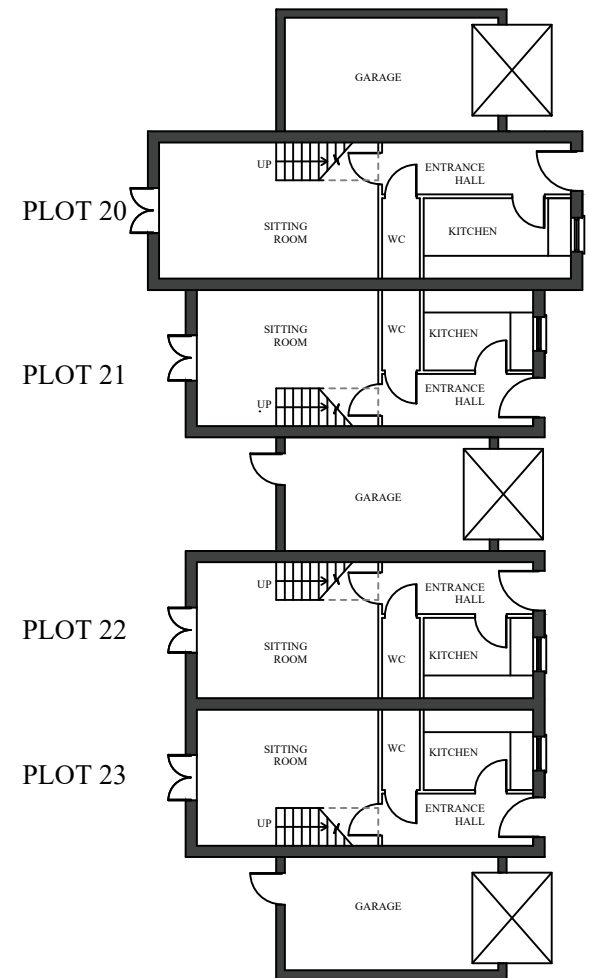 GARAGE
PLOT 20
UP
ENTRANCE
HALL
SITTING
ROOM
WC
KITCHEN
PLOT 21
SITTING
ROOM
WC
KITCHEN
UP
ENTRANCE
HALL
GARAGE
PLOT 22
UP
ENTRANCE
HALL
SITTING
ROOM
WC
KITCHEN
PLOT 23
SITTING
ROOM
WC
KITCHEN
UP
ENTRANCE
HALL
GARAGE